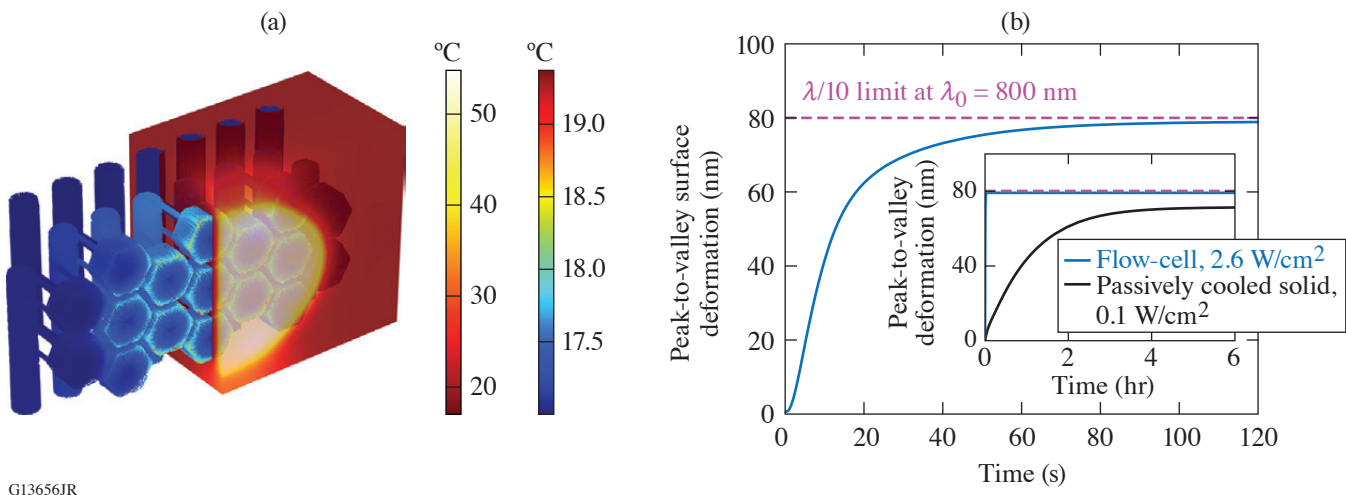 (a)
ºC
50
40
30
20
ºC
19.0
18.5
18.0
17.5
G13656JR
(b)
Peak-to-valley surface
deformation (nm)
100
80
60
40
20
0
λ/10 limit at λ0 = 800 nm
Peak-to-valley
deformation (nm)
80
40
0
0 2 4 6
Time (hr)
Flow-cell, 2.6 W/cm²
Passively cooled solid,
0.1 W/cm²
0 20 40 60 80 100 120
Time (s)